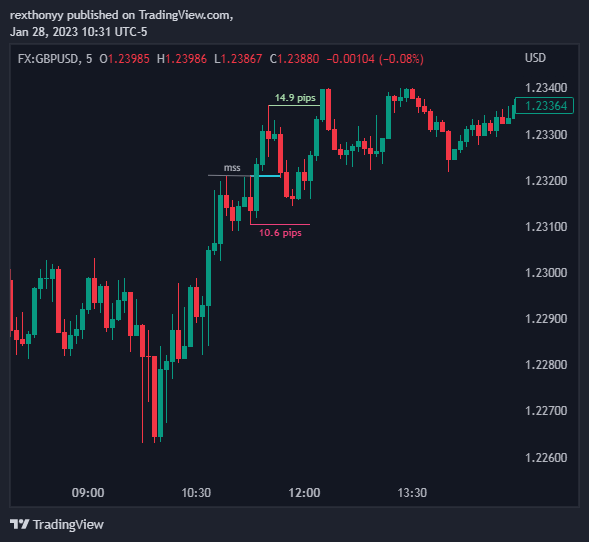 rexthonyy published on TradingView.com,
Jan 28, 2023 10:31 UTC-5
FX:GBPUSD, 5 O1.23985 H1.23986 L1.23867 C1.23880 −0.00104 (−0.08%)
USD
1.23400
14.9 pips
1.23364
1.23300
mss
1.23200
1.23100
10.6 pips
1.23000
1.22900
1.22800
1.22700
1.22600
09:00 10:30 12:00 13:30
TradingView